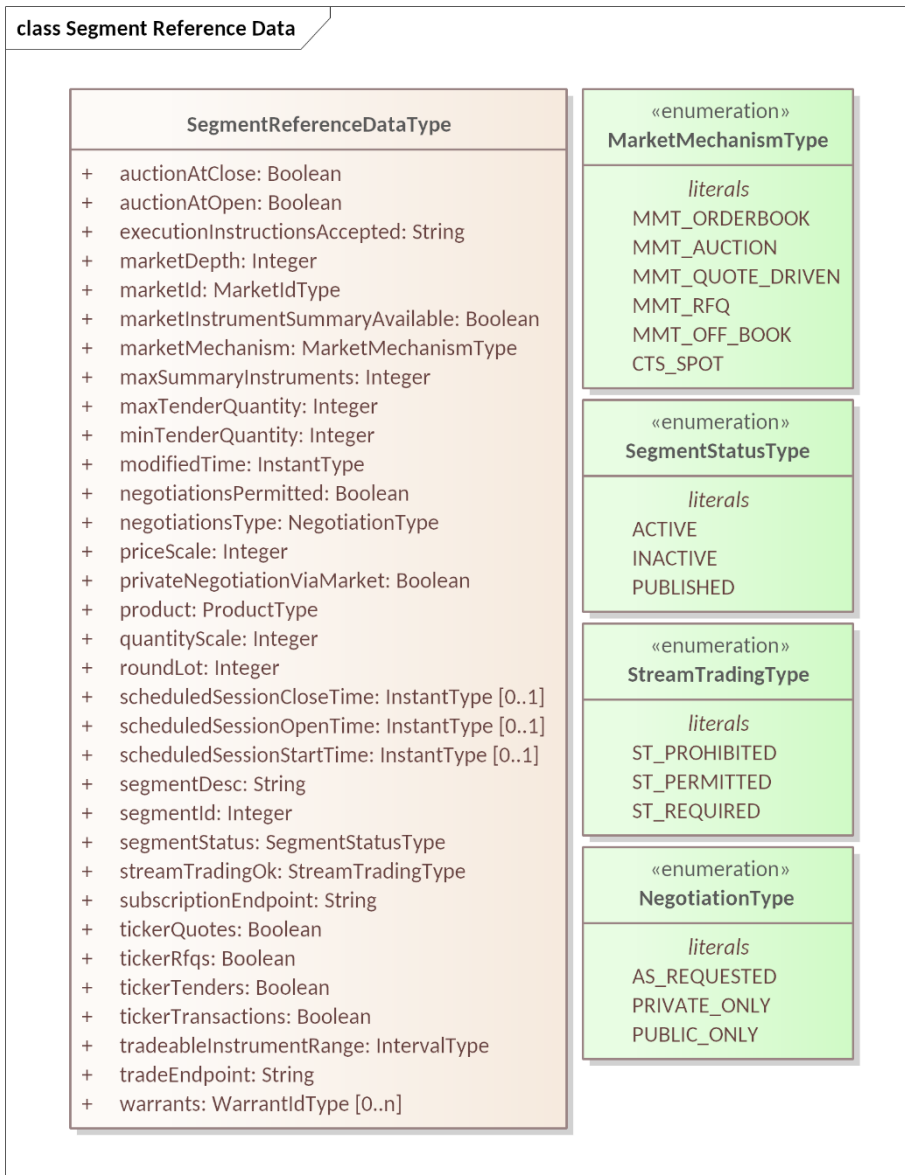 class Segment Reference Data
SegmentReferenceDataType
+ auctionAtClose: Boolean
+ auctionAtOpen: Boolean
+ executionInstructionsAccepted: String
+ marketDepth: Integer
+ marketId: MarketIdType
+ marketInstrumentSummaryAvailable: Boolean
+ marketMechanism: MarketMechanismType
+ maxSummaryInstruments: Integer
+ maxTenderQuantity: Integer
+ minTenderQuantity: Integer
+ modifiedTime: InstantType
+ negotiationsPermitted: Boolean
+ negotiationsType: NegotiationType
+ priceScale: Integer
+ privateNegotiationViaMarket: Boolean
+ product: ProductType
+ quantityScale: Integer
+ roundLot: Integer
+ scheduledSessionCloseTime: InstantType [0..1]
+ scheduledSessionOpenTime: InstantType [0..1]
+ scheduledSessionStartTime: InstantType [0..1]
+ segmentDesc: String
+ segmentId: Integer
+ segmentStatus: SegmentStatusType
+ streamTradingOk: StreamTradingType
+ subscriptionEndpoint: String
+ tickerQuotes: Boolean
+ tickerRfqs: Boolean
+ tickerTenders: Boolean
+ tickerTransactions: Boolean
+ tradeableInstrumentRange: IntervalType
+ tradeEndpoint: String
+ warrants: WarrantIdType [0..n]
«enumeration»
MarketMechanismType
literals
MMT_ORDERBOOK
MMT_AUCTION
MMT_QUOTE_DRIVEN
MMT_RFQ
MMT_OFF_BOOK
CTS_SPOT
«enumeration»
SegmentStatusType
literals
ACTIVE
INACTIVE
PUBLISHED
«enumeration»
StreamTradingType
literals
ST_PROHIBITED
ST_PERMITTED
ST_REQUIRED
«enumeration»
NegotiationType
literals
AS_REQUESTED
PRIVATE_ONLY
PUBLIC_ONLY